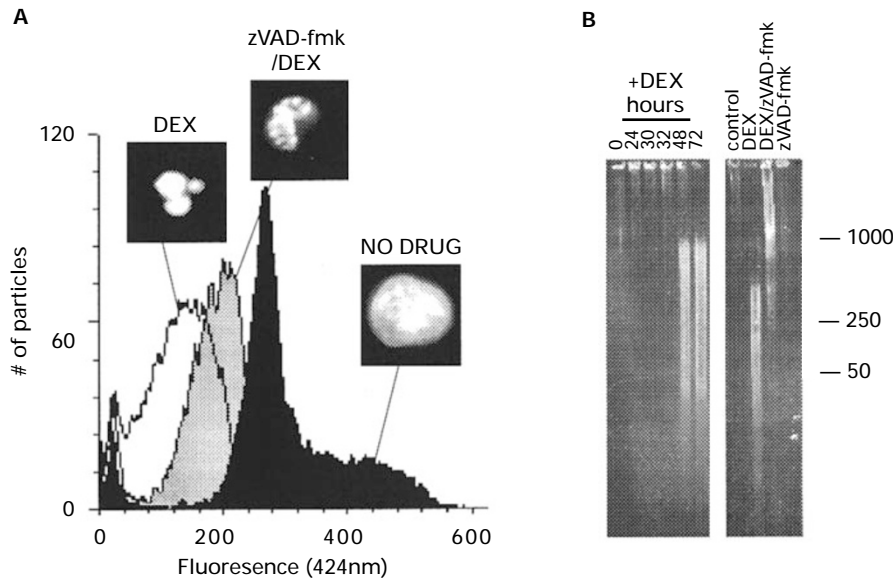 A
zVAD-fmk
/DEX
DEX
NO DRUG
120
60
0
# of particles
0
200
400
600
Fluoresence (424nm)
B
+DEX
hours
0
24
30
32
48
72
control
DEX
DEX/zVAD-fmk
zVAD-fmk
— 1000
— 250
— 50